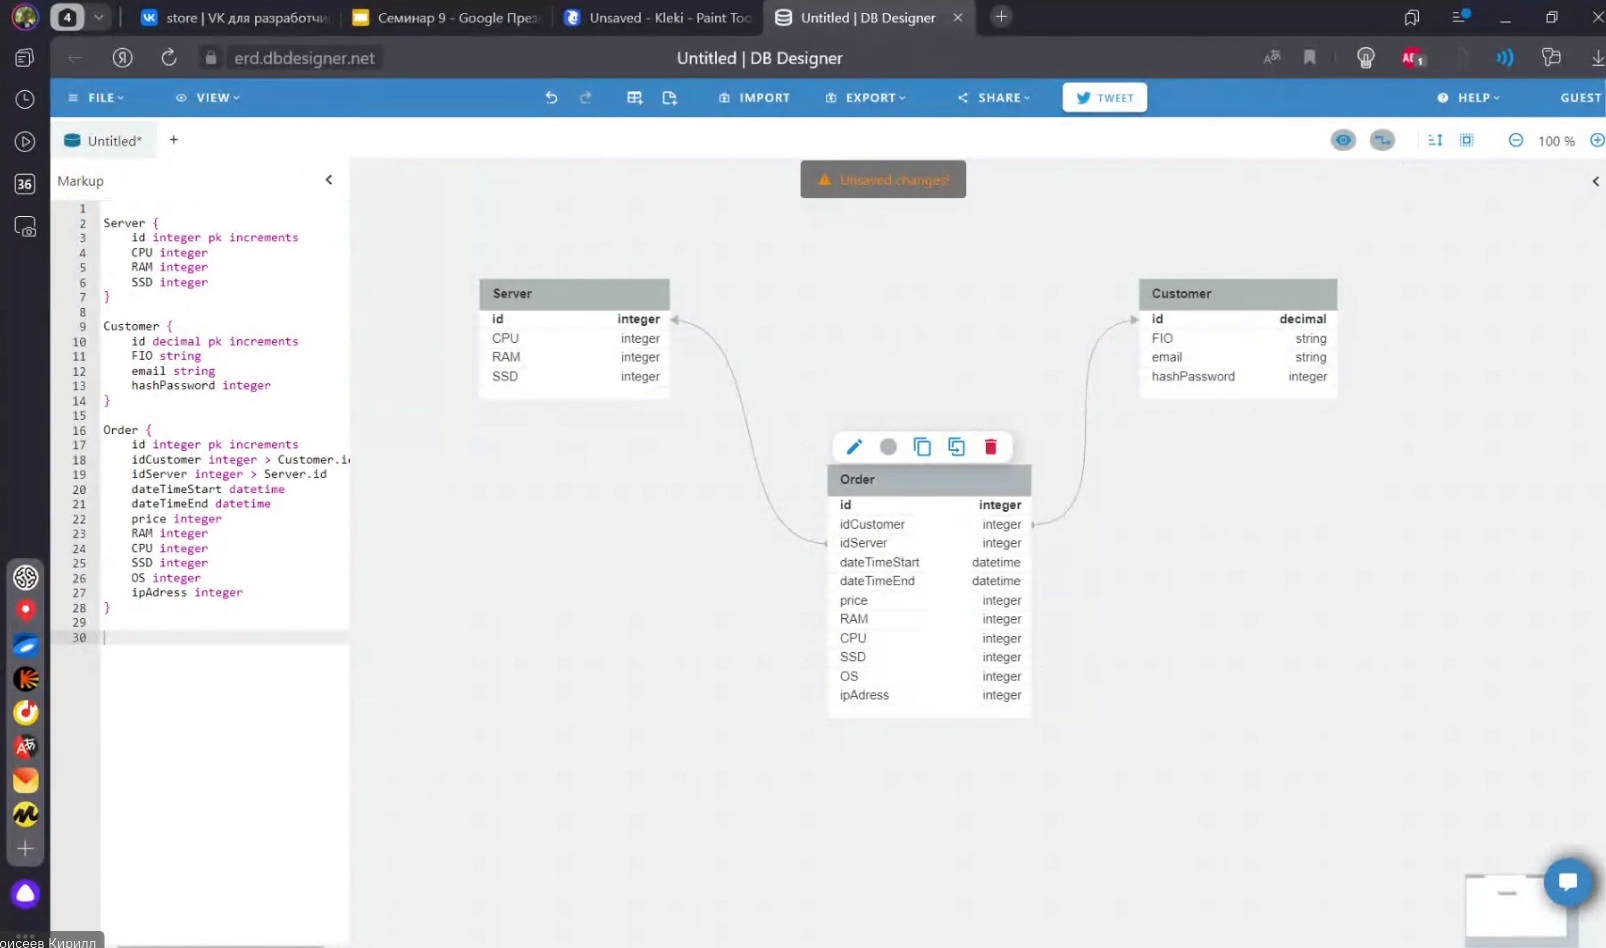 4
store | VK для разработчи
Семинар 9 - Google През
Unsaved - Kleki - Paint Too
Untitled | DB Designer
Я
erd.dbdesigner.net
Untitled | DB Designer
1
FILE
VIEW
IMPORT
EXPORT
SHARE
TWEET
HELP
GUEST
Untitled*
+
100 %
36
Markup
Unsaved changes!
1
2 Server {
3 id integer pk increments
4 CPU integer
5 RAM integer
6 SSD integer
7 }
8
9 Customer {
10 id decimal pk increments
11 FIO string
12 email string
13 hashPassword integer
14 }
15
16 Order {
17 id integer pk increments
18 idCustomer integer > Customer.id
19 idServer integer > Server.id
20 dateTimeStart datetime
21 dateTimeEnd datetime
22 price integer
23 RAM integer
24 CPU integer
25 SSD integer
26 OS integer
27 ipAdress integer
28 }
29
30
Server
id integer
CPU integer
RAM integer
SSD integer
Customer
id decimal
FIO string
email string
hashPassword integer
Order
id integer
idCustomer integer
idServer integer
dateTimeStart datetime
dateTimeEnd datetime
price integer
RAM integer
CPU integer
SSD integer
OS integer
ipAdress integer
оисеев Кирилл